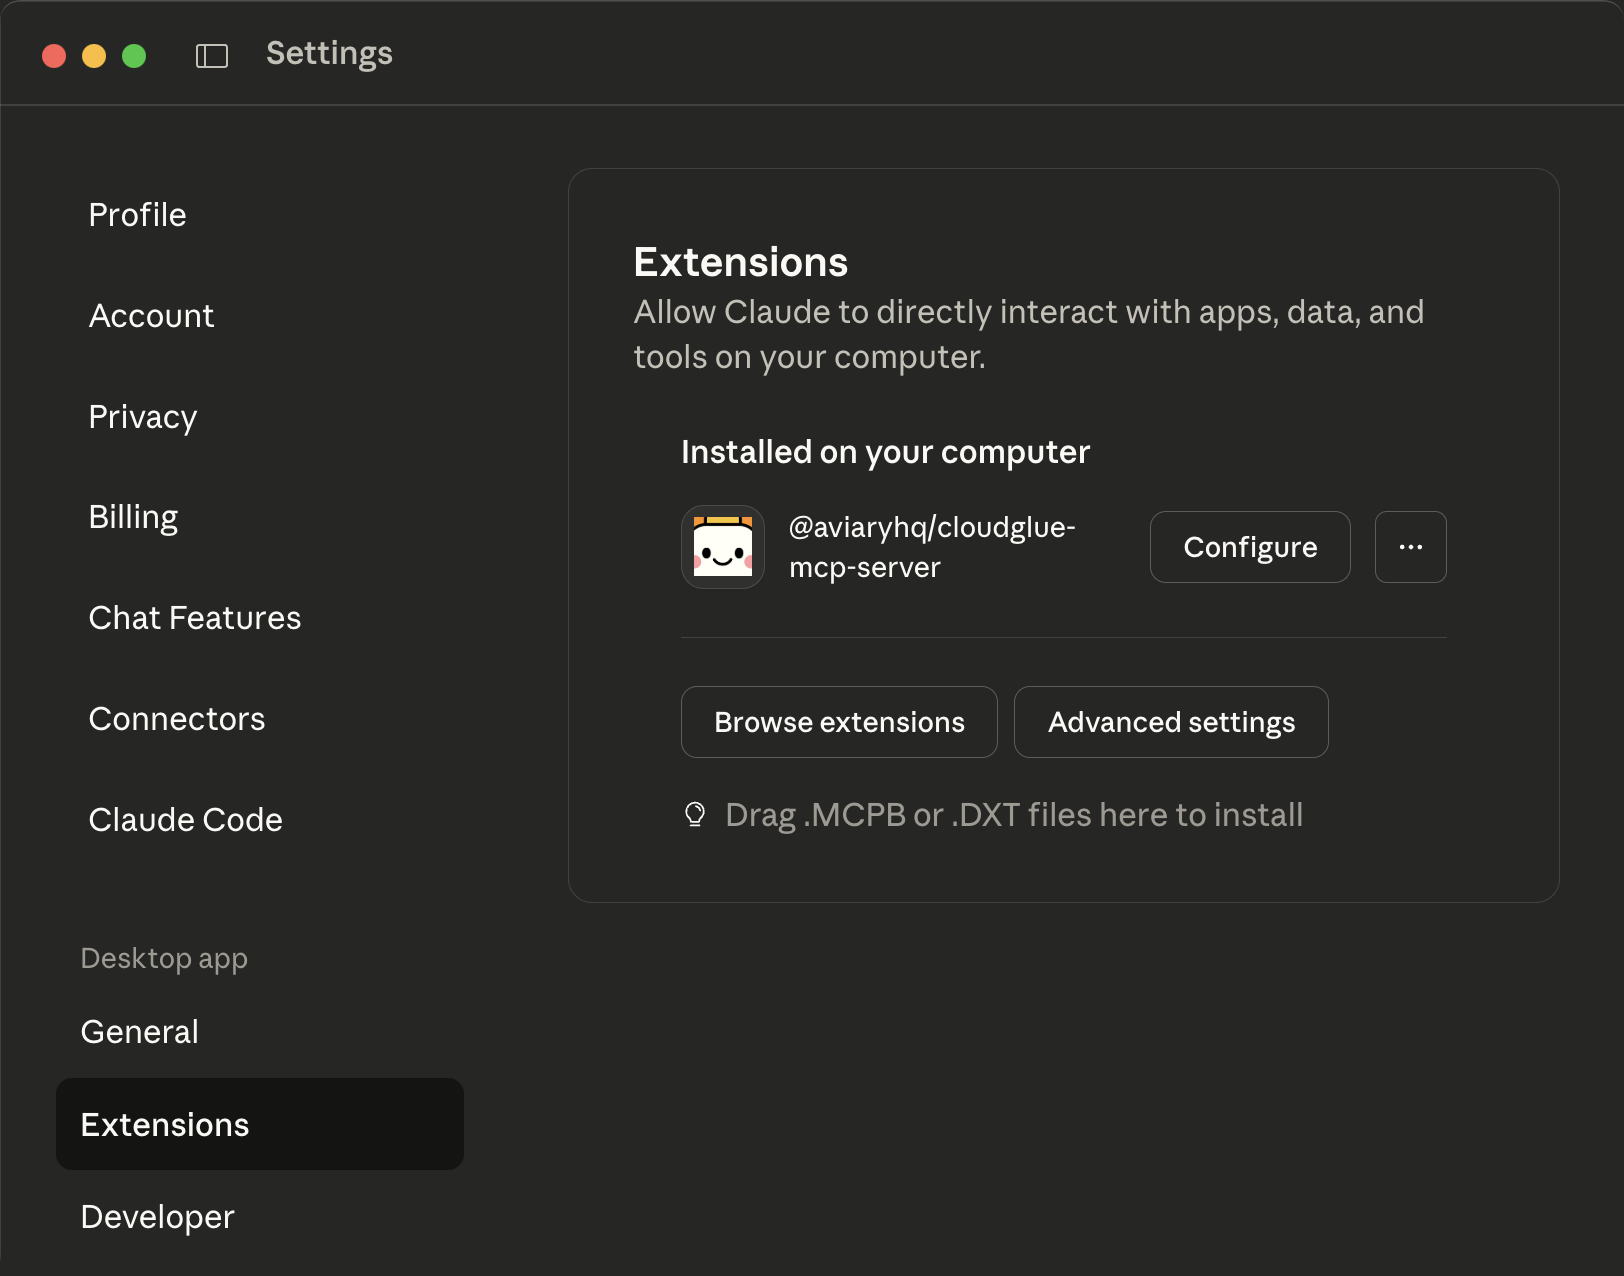 Settings
Profile
Account
Privacy
Billing
Chat Features
Connectors
Claude Code
Desktop app
General
Extensions
Developer
Extensions
Allow Claude to directly interact with apps, data, and
tools on your computer.
Installed on your computer
@aviaryhq/cloudglue-
mcp-server
Configure
...
Browse extensions
Advanced settings
Drag .MCPB or .DXT files here to install